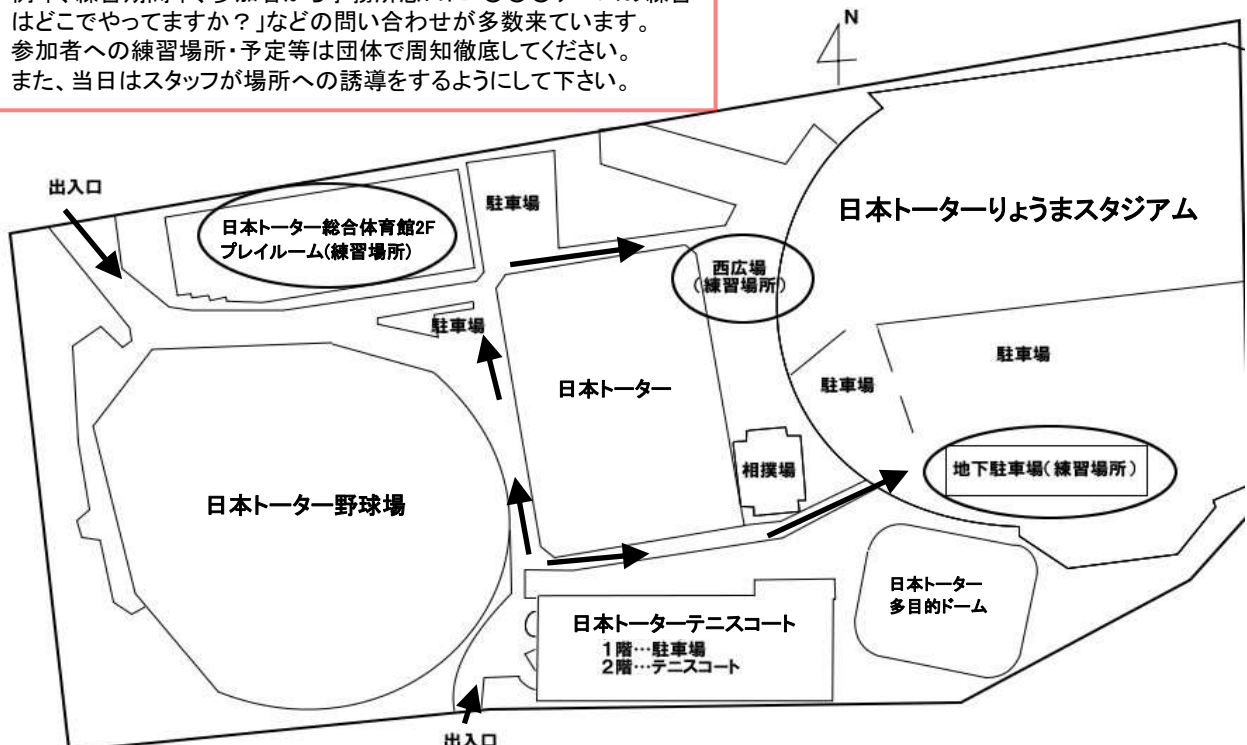 はどこでやってますか？」などの問い合わせが多数来ています。
参加者への練習場所・予定等は団体で周知徹底してください。
また、当日はスタッフが場所への誘導をするようにして下さい。
N
出入口
日本トーター総合体育館2F
プレイルーム(練習場所)
駐車場
日本トーターりょうまスタジアム
西広場
(練習場所)
駐車場
駐車場
駐車場
日本トーター
相撲場
地下駐車場(練習場所)
日本トーター野球場
日本トーター
多目的ドーム
日本トーターテニスコート
1階…駐車場
2階…テニスコート
出入口